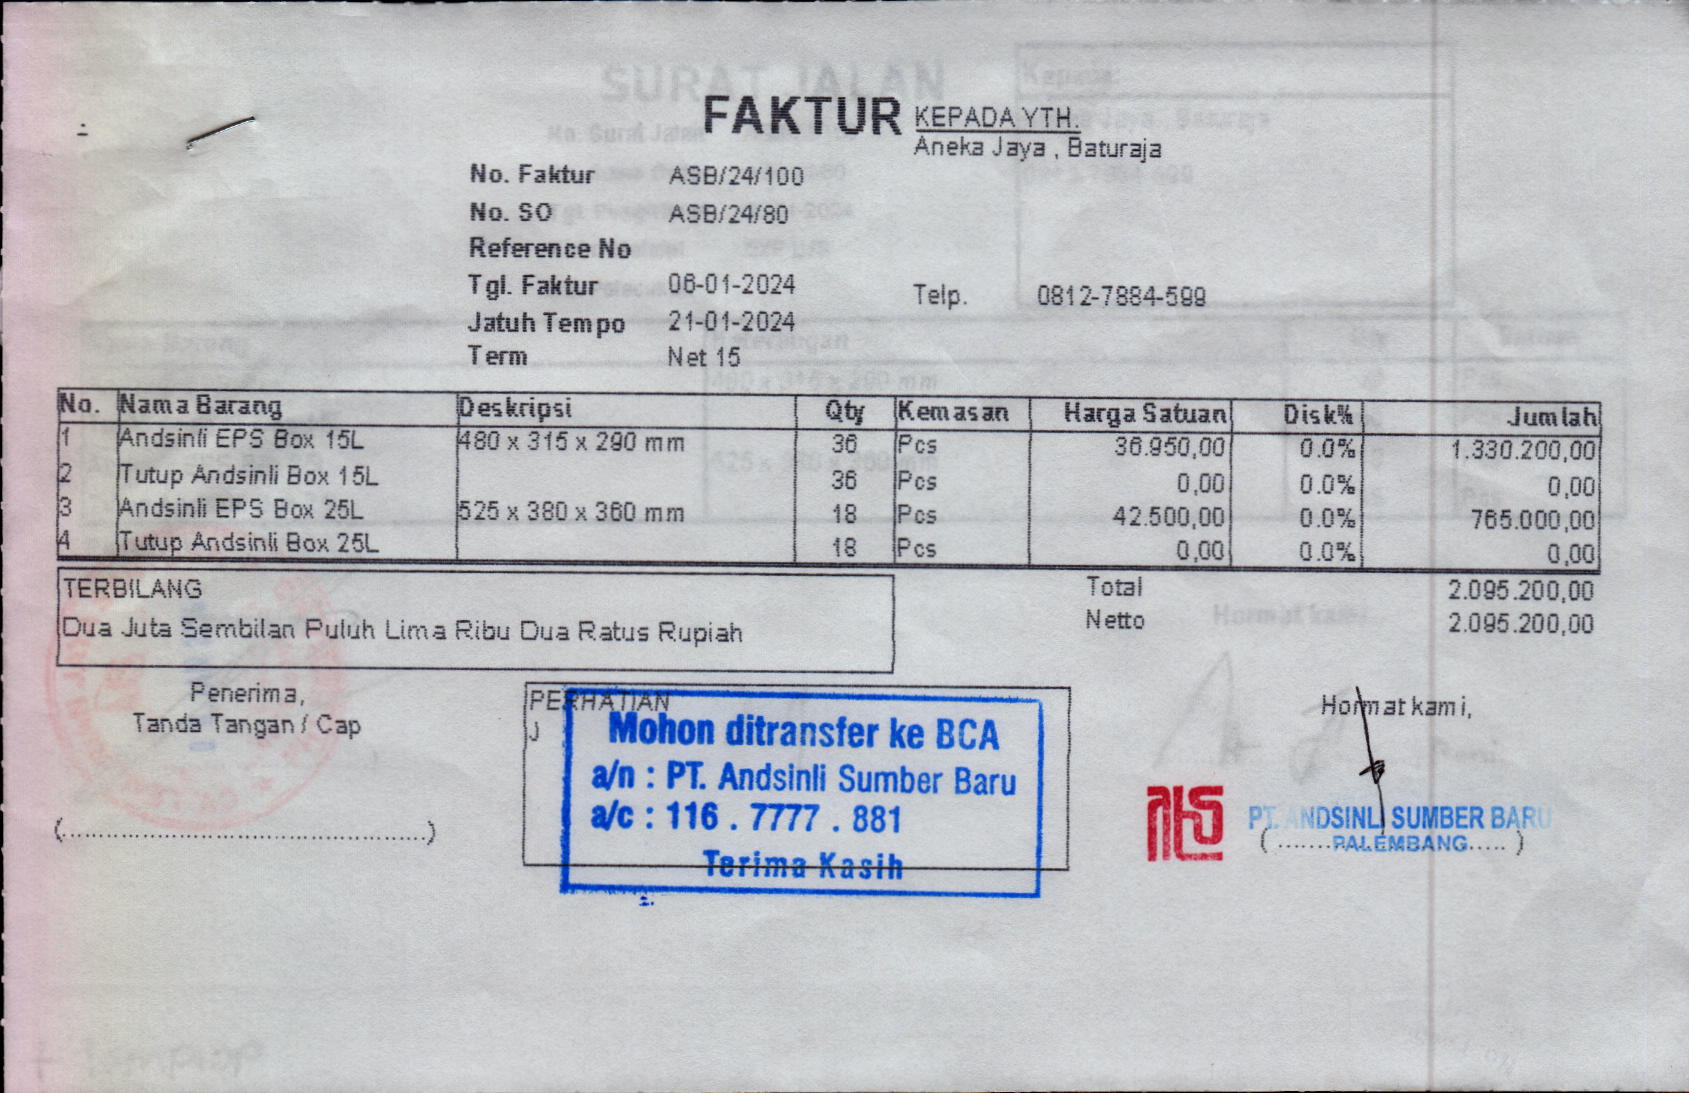 FAKTUR
KEPADA YTH.
Aneka Jaya , Baturaja
No. Faktur ASB/24/100
No. SO ASB/24/80
Reference No
Tgl. Faktur 06-01-2024
Telp. 0812-7884-599
Jatuh Tempo 21-01-2024
Term Net 15
No. Nama Barang Deskripsi Qty Kemasan Harga Satuan Disk% Jumlah
1 Andsinli EPS Box 15L 480 x 315 x 290 mm 36 Pcs 36.950,00 0.0% 1.330.200,00
2 Tutup Andsinli Box 15L 36 Pcs 0,00 0.0% 0,00
3 Andsinli EPS Box 25L 525 x 380 x 360 mm 18 Pcs 42.500,00 0.0% 765.000,00
4 Tutup Andsinli Box 25L 18 Pcs 0,00 0.0% 0,00
TERBILANG
Dua Juta Sembilan Puluh Lima Ribu Dua Ratus Rupiah
Total 2.095.200,00
Netto 2.095.200,00
Penerima,
Tanda Tangan / Cap
(............................................)
PERHATIAN
J
Mohon ditransfer ke BCA
a/n : PT. Andsinli Sumber Baru
a/c : 116 . 7777 . 881
Terima Kasih
Hormat kami,
PT. ANDSINLI SUMBER BARU
PALEMBANG
SURAT JALAN
Kepada